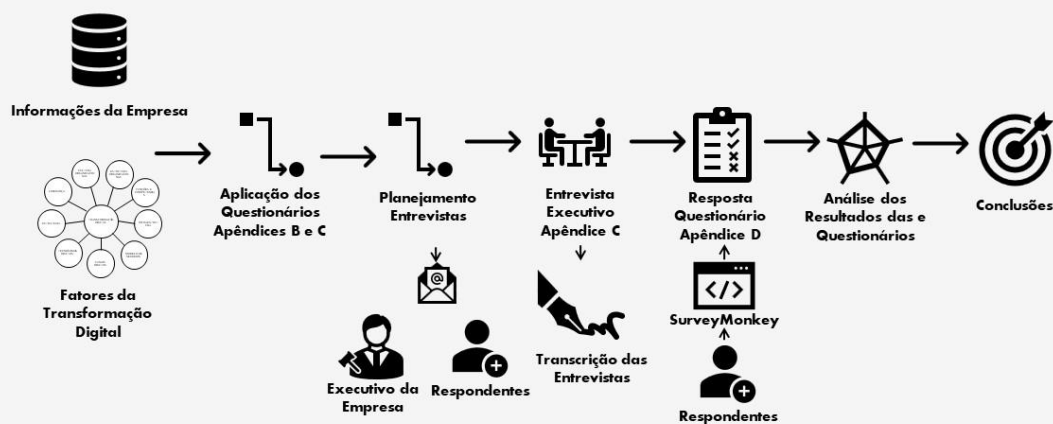 Informações da Empresa
Fatores da
Transformação
Digital
Aplicação dos
Questionários
Apêndices B e C
Planejamento
Entrevistas
@
Executivo da
Empresa
Respondentes
Entrevista
Executivo
Apêndice C
Transcrição das
Entrevistas
Resposta
Questionário
Apêndice D
</>
SurveyMonkey
Respondentes
Análise dos
Resultados das e
Questionários
Conclusões